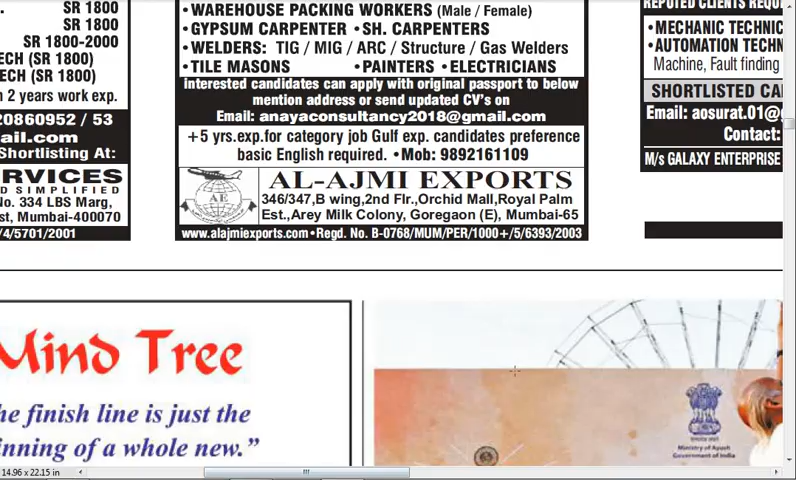 SR 1800
SR 1800
SR 1800-2000
ECH (SR 1800)
ECH (SR 1800)
2 years work exp.
20860952 / 53
ail.com
Shortlisting At:
RVICES
D SIMPLIFIED
No. 334 LBS Marg,
st, Mumbai-400070
/4/5701/2001
•WAREHOUSE PACKING WORKERS (Male / Female)
•GYPSUM CARPENTER •SH. CARPENTERS
•WELDERS: TIG / MIG / ARC / Structure / Gas Welders
•TILE MASONS •PAINTERS •ELECTRICIANS
interested candidates can apply with original passport to below
mention address or send updated CV's on
Email: anayaconsultancy2018@gmail.com
+5 yrs.exp.for category job Gulf exp. candidates preference
basic English required. •Mob: 9892161109
AE
AL-AJMI EXPORTS
346/347,B wing,2nd Flr.,Orchid Mall,Royal Palm
Est.,Arey Milk Colony, Goregaon (E), Mumbai-65
www.alajmiexports.com•Regd. No. B-0768/MUM/PER/1000+/5/6393/2003
REPUTED CLIENTS REQU
•MECHANIC TECHNIC
•AUTOMATION TECHN
Machine, Fault finding
SHORTLISTED CA
Email: aosurat.01@g
Contact:
M/s GALAXY ENTERPRISE
Mind Tree
he finish line is just the
inning of a whole new.”
Ministry of Ayush
Government of India
14.96 x 22.15 in